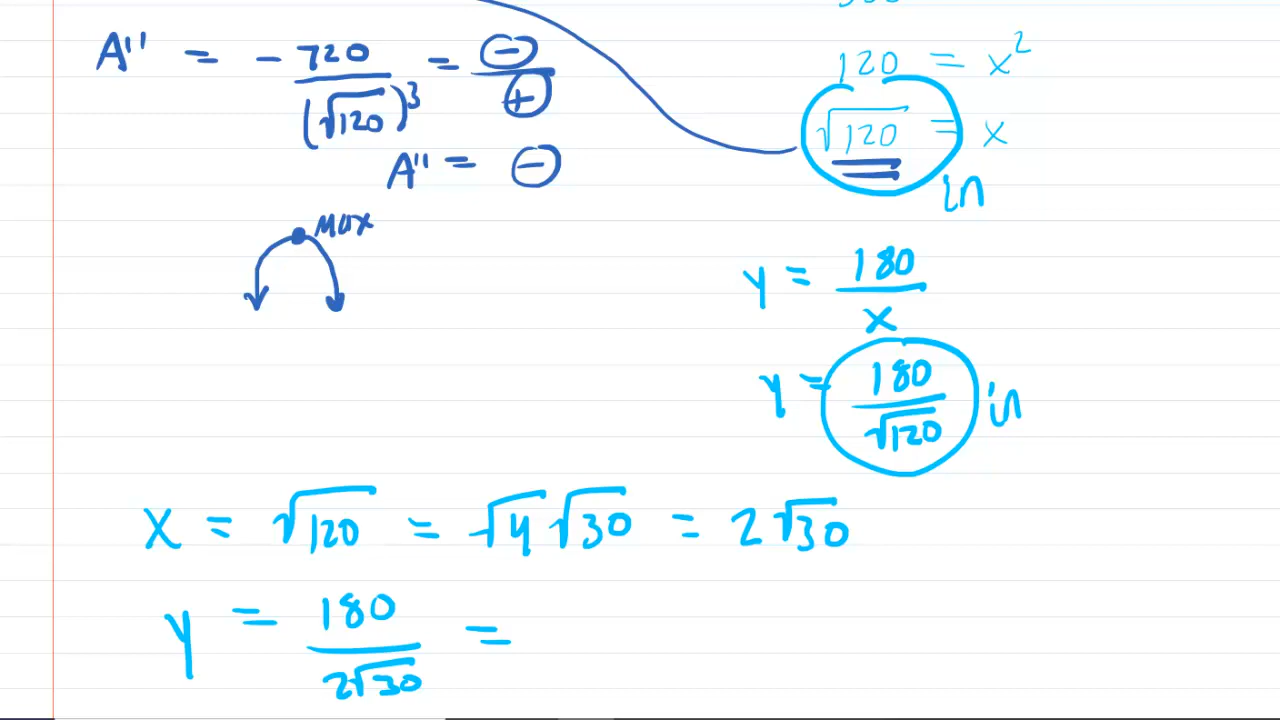 A'' = - 720 / (√120)³ = (-) / (+)
A'' = (-)
Max
120 = x²
√120 = x
in
y = 180 / x
y = 180 / √120 in
x = √120 = √4 √30 = 2√30
y = 180 / 2√30 =